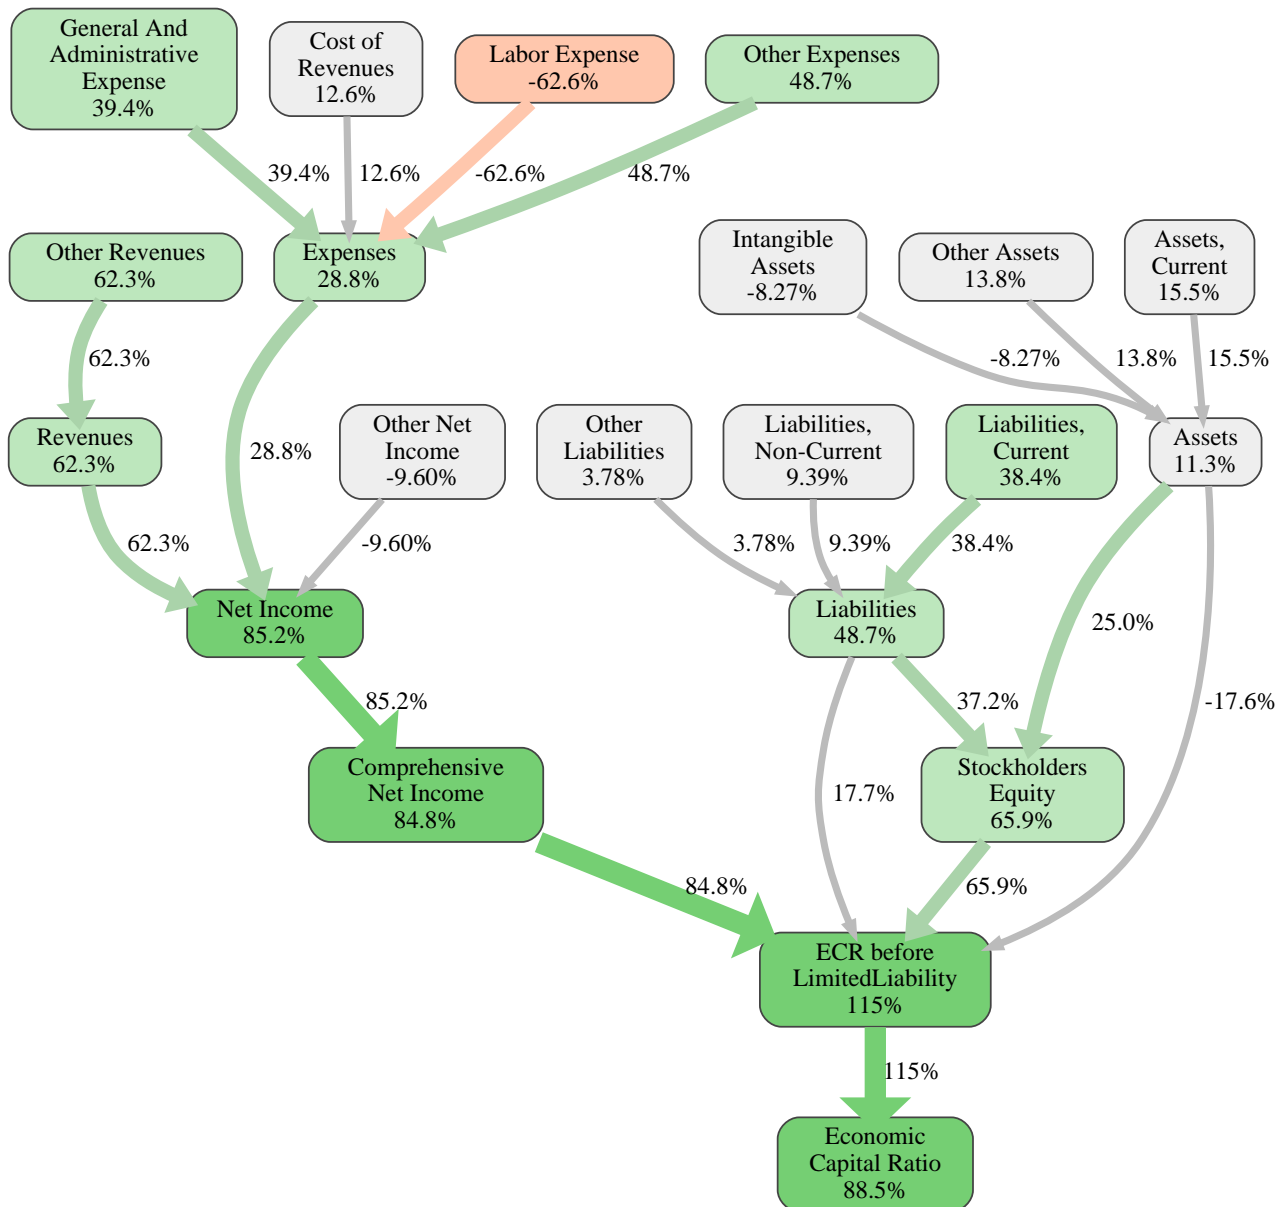 General And
Administrative
Expense
39.4%
Cost of
Revenues
12.6%
Labor Expense
-62.6%
Other Expenses
48.7%
39.4%
12.6%
-62.6%
48.7%
Other Revenues
62.3%
Expenses
28.8%
Intangible
Assets
-8.27%
Other Assets
13.8%
Assets,
Current
15.5%
62.3%
-8.27%
13.8%
15.5%
Revenues
62.3%
28.8%
Other Net
Income
-9.60%
Other
Liabilities
3.78%
Liabilities,
Non-Current
9.39%
Liabilities,
Current
38.4%
Assets
11.3%
62.3%
-9.60%
3.78%
9.39%
38.4%
Net Income
85.2%
Liabilities
48.7%
25.0%
85.2%
37.2%
-17.6%
Comprehensive
Net Income
84.8%
17.7%
Stockholders
Equity
65.9%
84.8%
65.9%
ECR before
LimitedLiability
115%
115%
Economic
Capital Ratio
88.5%